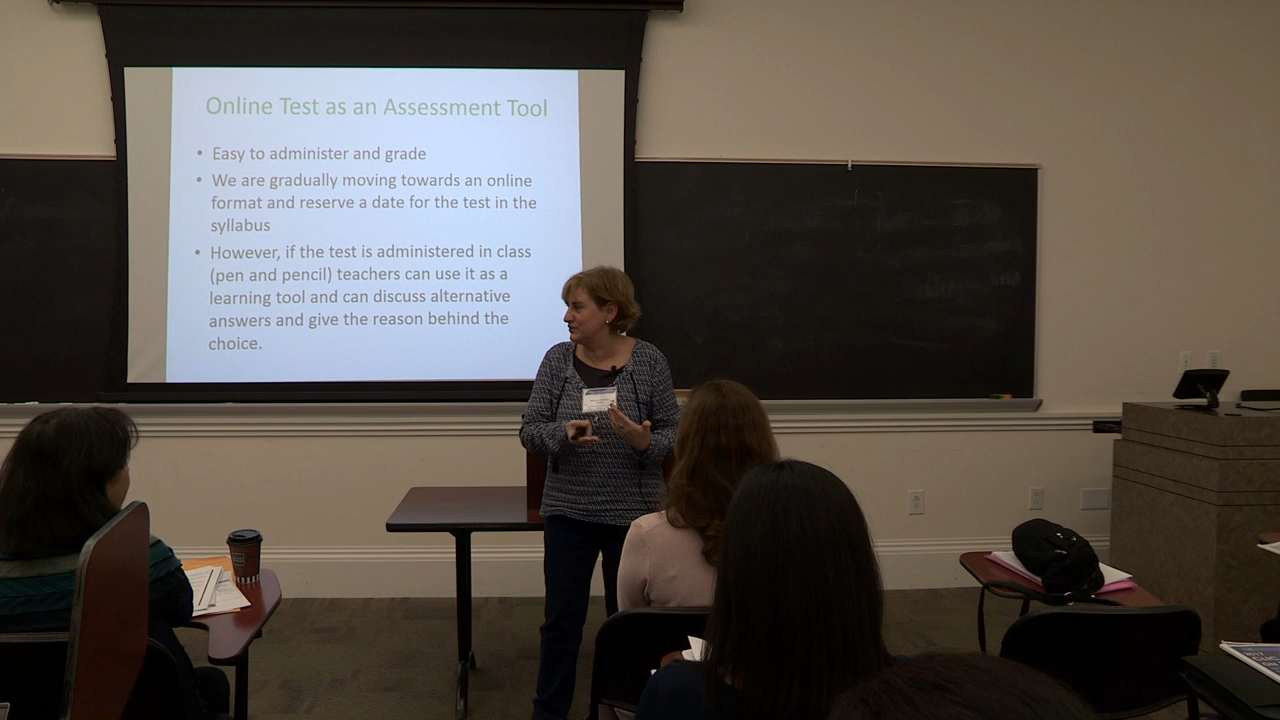 Online Test as an Assessment Tool
• Easy to administer and grade
• We are gradually moving towards an online
format and reserve a date for the test in the
syllabus
• However, if the test is administered in class
(pen and pencil) teachers can use it as a
learning tool and can discuss alternative
answers and give the reason behind the
choice.
2017